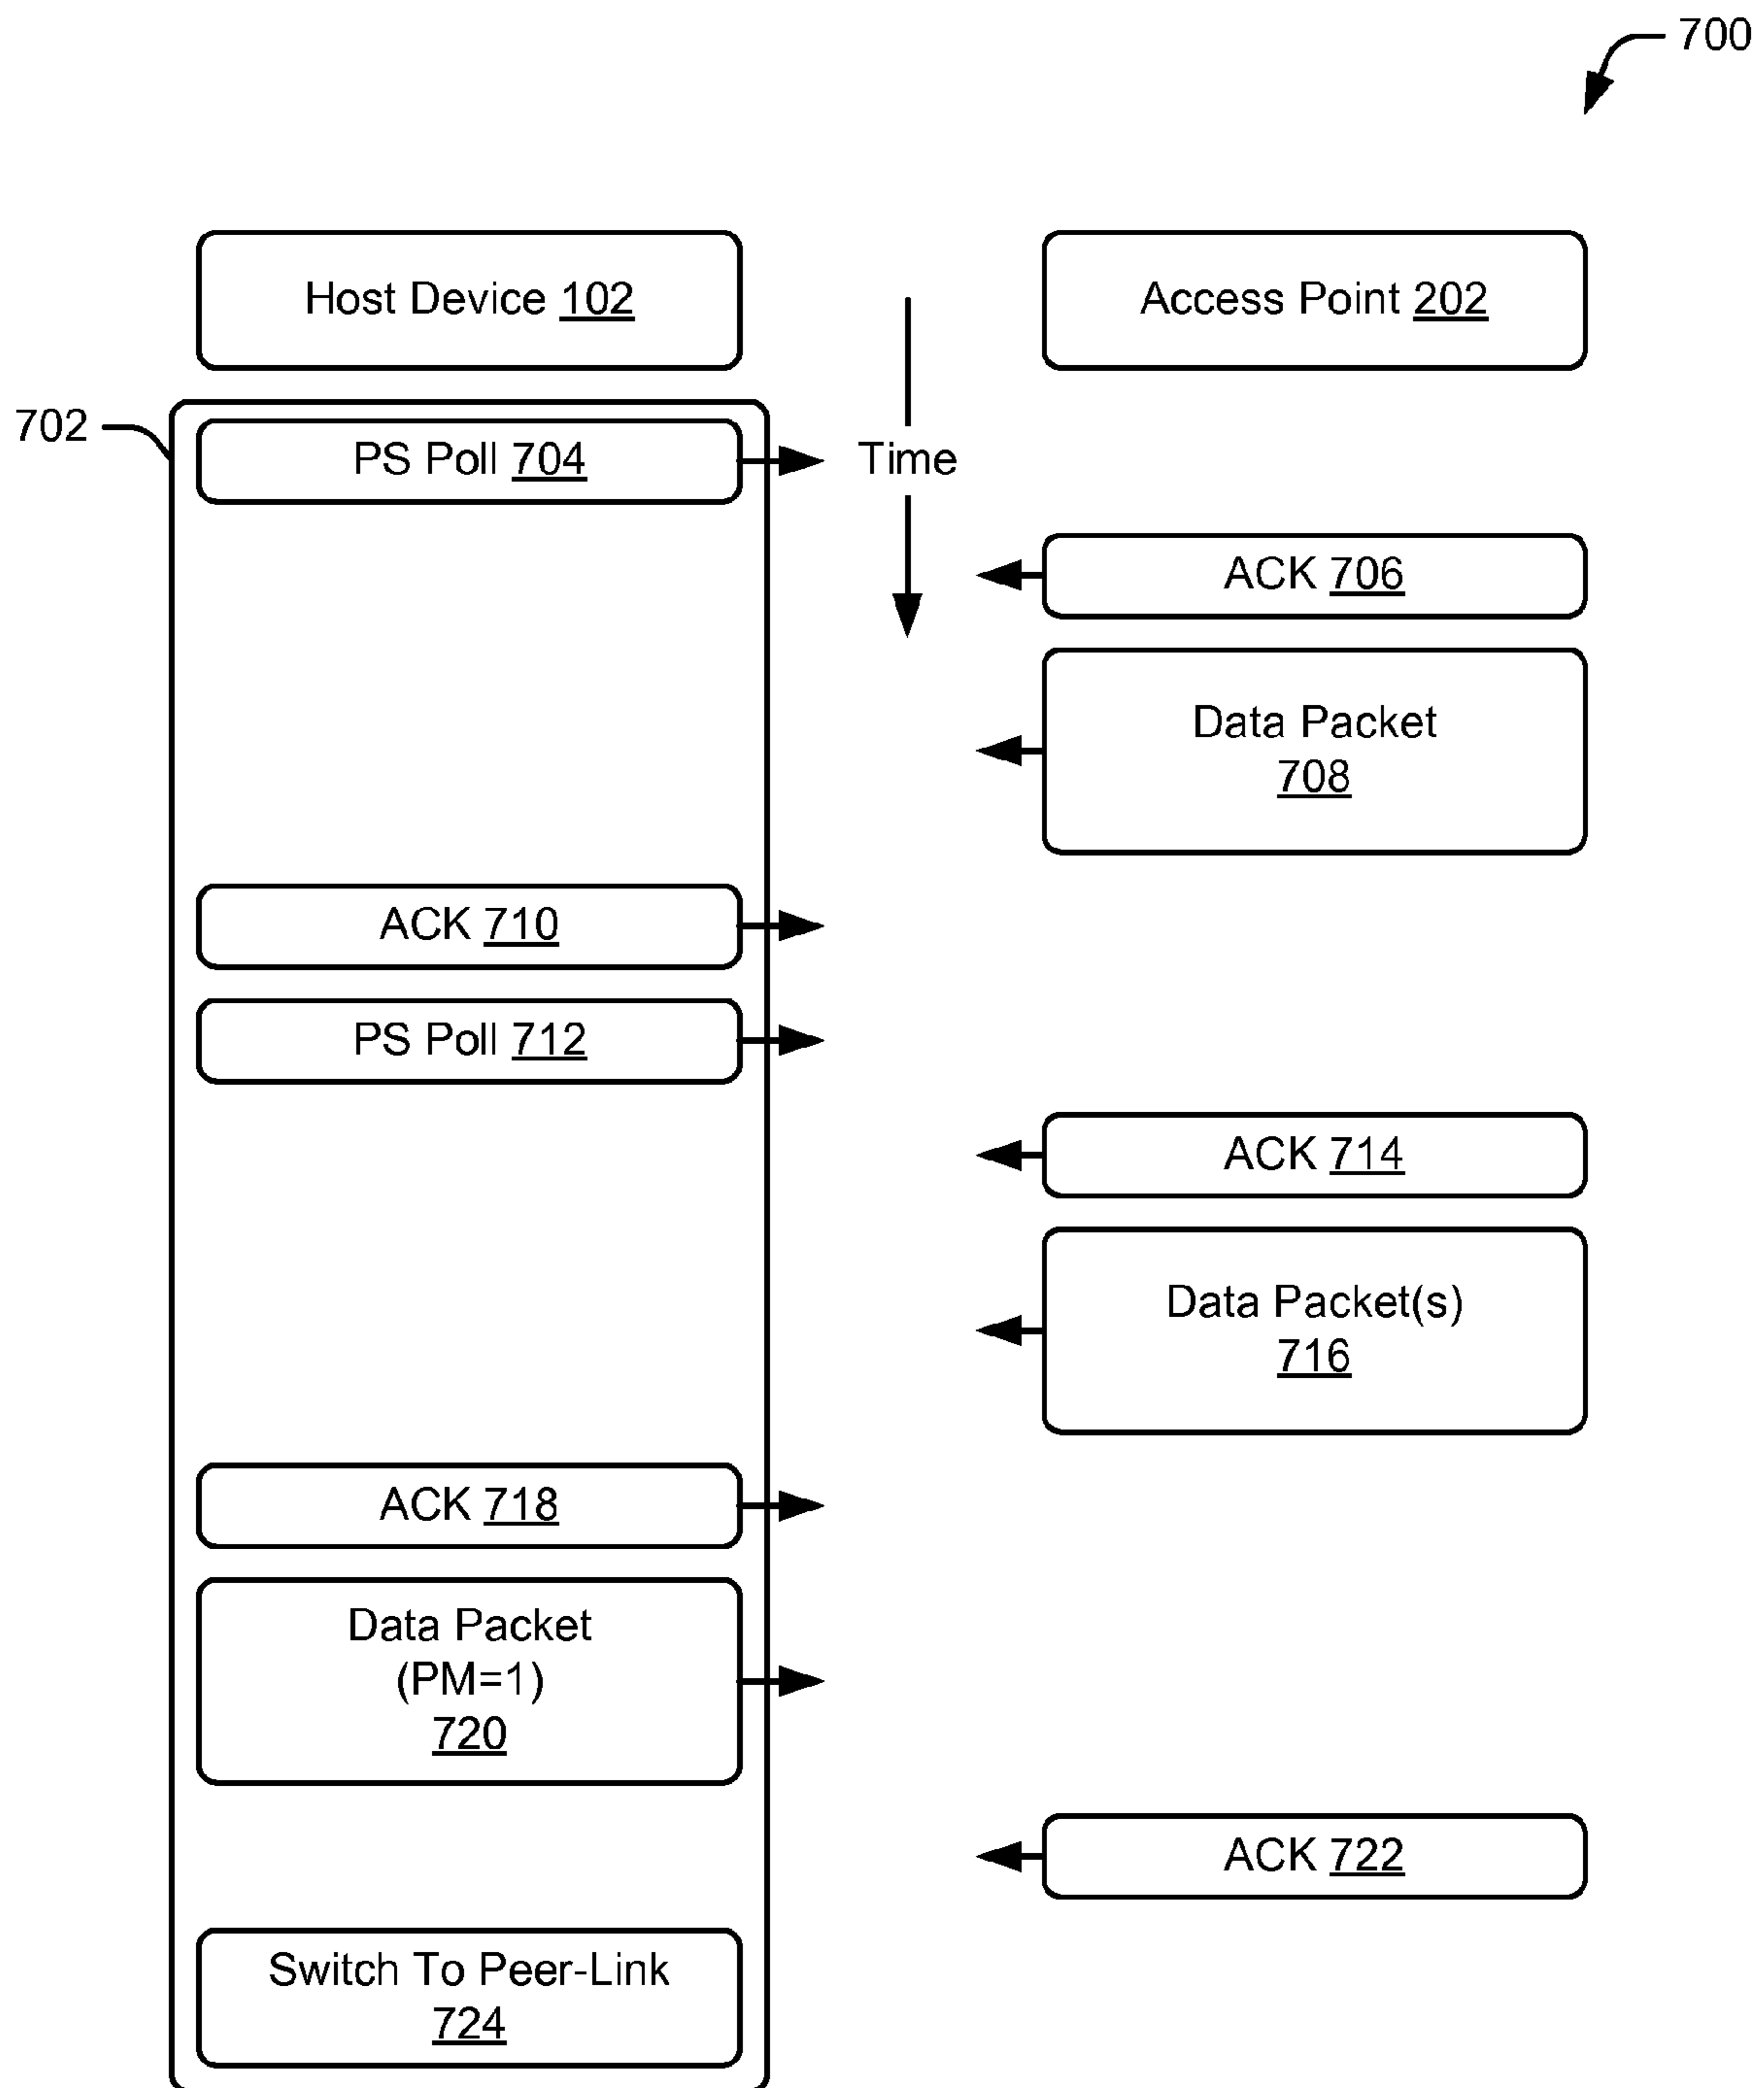 700
Host Device 102
Access Point 202
702
PS Poll 704
Time
ACK 706
Data Packet
708
ACK 710
PS Poll 712
ACK 714
Data Packet(s)
716
ACK 718
Data Packet
(PM=1)
720
ACK 722
Switch To Peer-Link
724